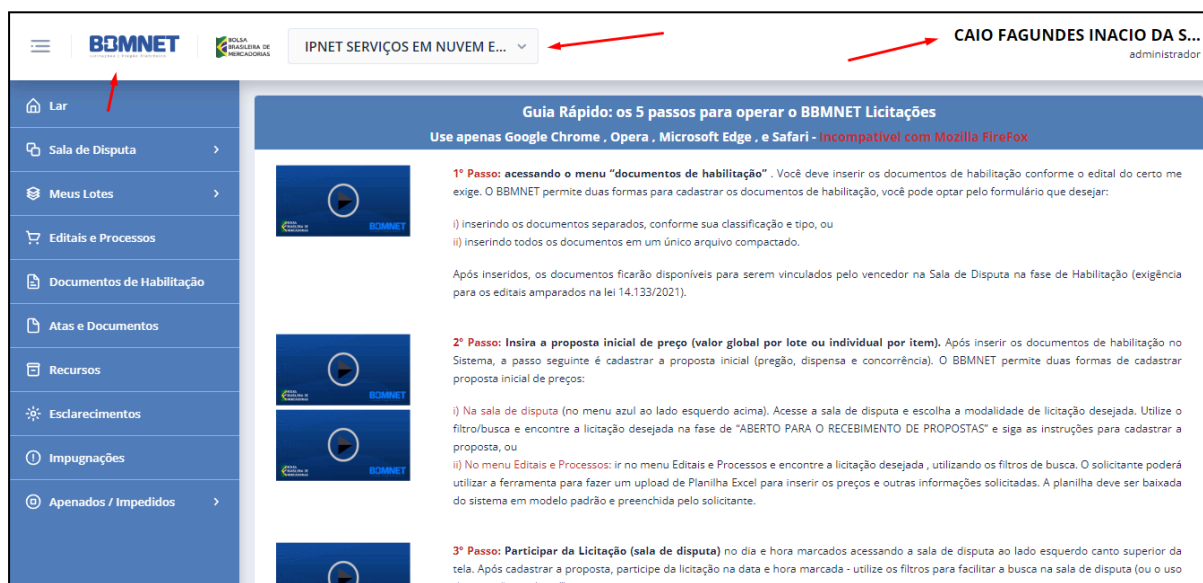 BBMNET
Licitações | Pregão Eletrônico
BOLSA
BRASILEIRA DE
MERCADORIAS
IPNET SERVIÇOS EM NUVEM E...
CAIO FAGUNDES INACIO DA S...
administrador
Lar
Sala de Disputa
Meus Lotes
Editais e Processos
Documentos de Habilitação
Atas e Documentos
Recursos
Esclarecimentos
Impugnações
Apenados / Impedidos
Guia Rápido: os 5 passos para operar o BBMNET Licitações
Use apenas Google Chrome , Opera , Microsoft Edge , e Safari - Incompativel com Mozilla FireFox
BBMNET
1º Passo: acessando o menu “documentos de habilitação” . Você deve inserir os documentos de habilitação conforme o edital do certo me
exige. O BBMNET permite duas formas para cadastrar os documentos de habilitação, você pode optar pelo formulário que desejar:
i) inserindo os documentos separados, conforme sua classificação e tipo, ou
ii) inserindo todos os documentos em um único arquivo compactado.
Após inseridos, os documentos ficarão disponíveis para serem vinculados pelo vencedor na Sala de Disputa na fase de Habilitação (exigência
para os editais amparados na lei 14.133/2021).
BBMNET
BBMNET
2º Passo: Insira a proposta inicial de preço (valor global por lote ou individual por item). Após inserir os documentos de habilitação no
Sistema, a passo seguinte é cadastrar a proposta inicial (pregão, dispensa e concorrência). O BBMNET permite duas formas de cadastrar
proposta inicial de preços:
i) Na sala de disputa (no menu azul ao lado esquerdo acima). Acesse a sala de disputa e escolha a modalidade de licitação desejada. Utilize o
filtro/busca e encontre a licitação desejada na fase de “ABERTO PARA O RECEBIMENTO DE PROPOSTAS” e siga as instruções para cadastrar a
proposta, ou
ii) No menu Editais e Processos: ir no menu Editais e Processos e encontre a licitação desejada , utilizando os filtros de busca. O solicitante poderá
utilizar a ferramenta para fazer um upload de Planilha Excel para inserir os preços e outras informações solicitadas. A planilha deve ser baixada
do sistema em modelo padrão e preenchida pelo solicitante.
3º Passo: Participar da Licitação (sala de disputa) no dia e hora marcados acessando a sala de disputa ao lado esquerdo canto superior da
tela. Após cadastrar a proposta, participe da licitação na data e hora marcada - utilize os filtros para facilitar a busca na sala de disputa (ou o uso